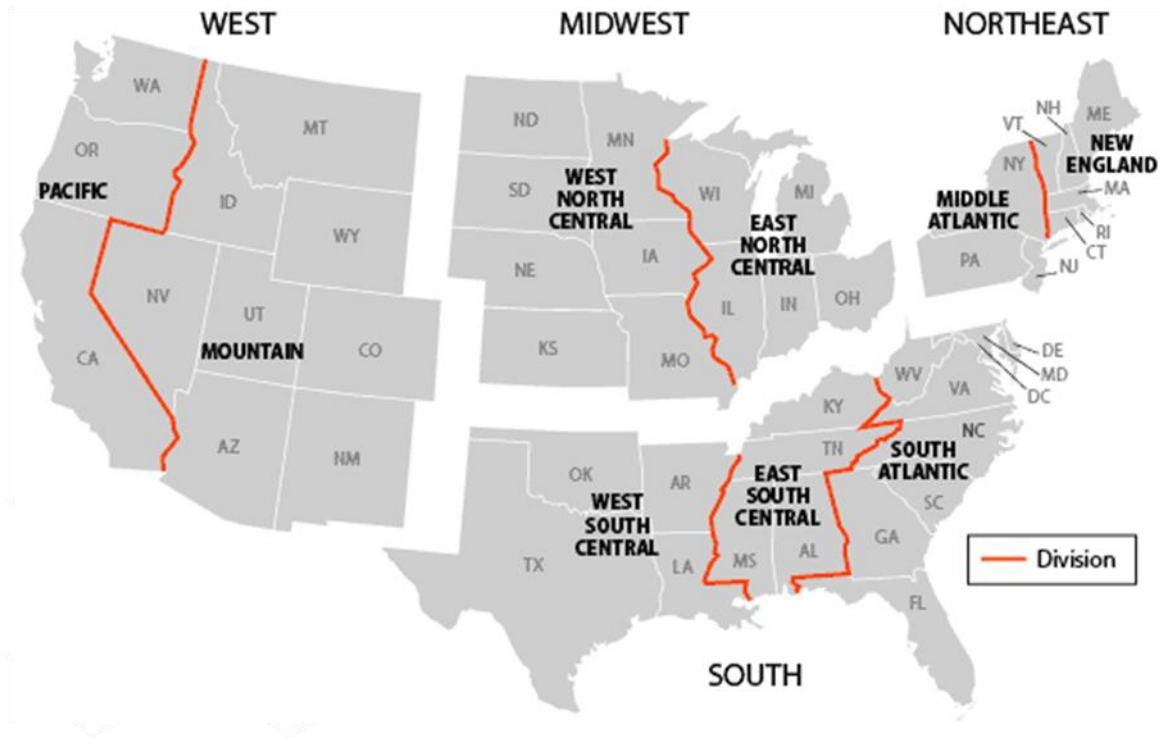 WEST
MIDWEST
NORTHEAST
WA
MT
OR
PACIFIC
ID
WY
NV
UT
MOUNTAIN
CO
CA
AZ
NM
ND
MN
SD
WEST
NORTH
CENTRAL
WI
MI
EAST
NORTH
CENTRAL
IA
NE
IL
IN
OH
KS
MO
NH
ME
VT
NY
NEW
ENGLAND
MA
MIDDLE
ATLANTIC
RI
CT
PA
NJ
DE
MD
DC
WV
VA
KY
NC
TN
SOUTH
ATLANTIC
OK
AR
EAST
SOUTH
CENTRAL
WEST
SOUTH
CENTRAL
SC
TX
LA
MS
AL
GA
FL
Division
SOUTH